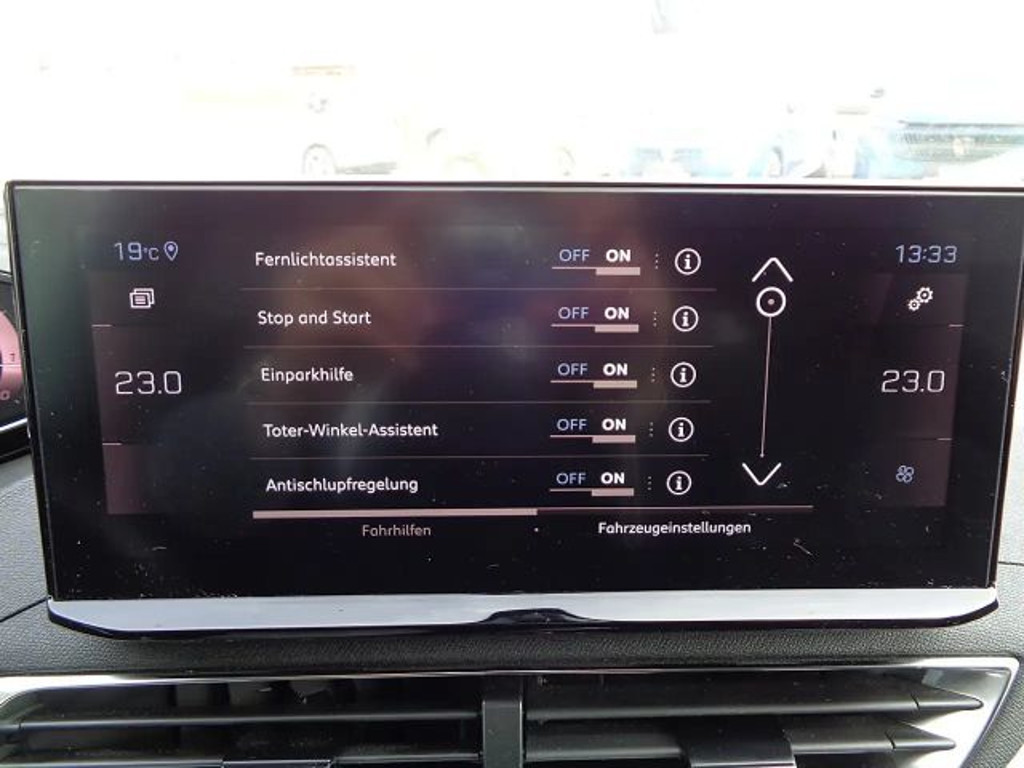 19°C
13:33
Fernlichtassistent OFF ON
Stop and Start OFF ON
23.0
Einparkhilfe OFF ON
23.0
Toter-Winkel-Assistent OFF ON
Antischlupfregelung OFF ON
Fahrhilfen
Fahrzeugeinstellungen